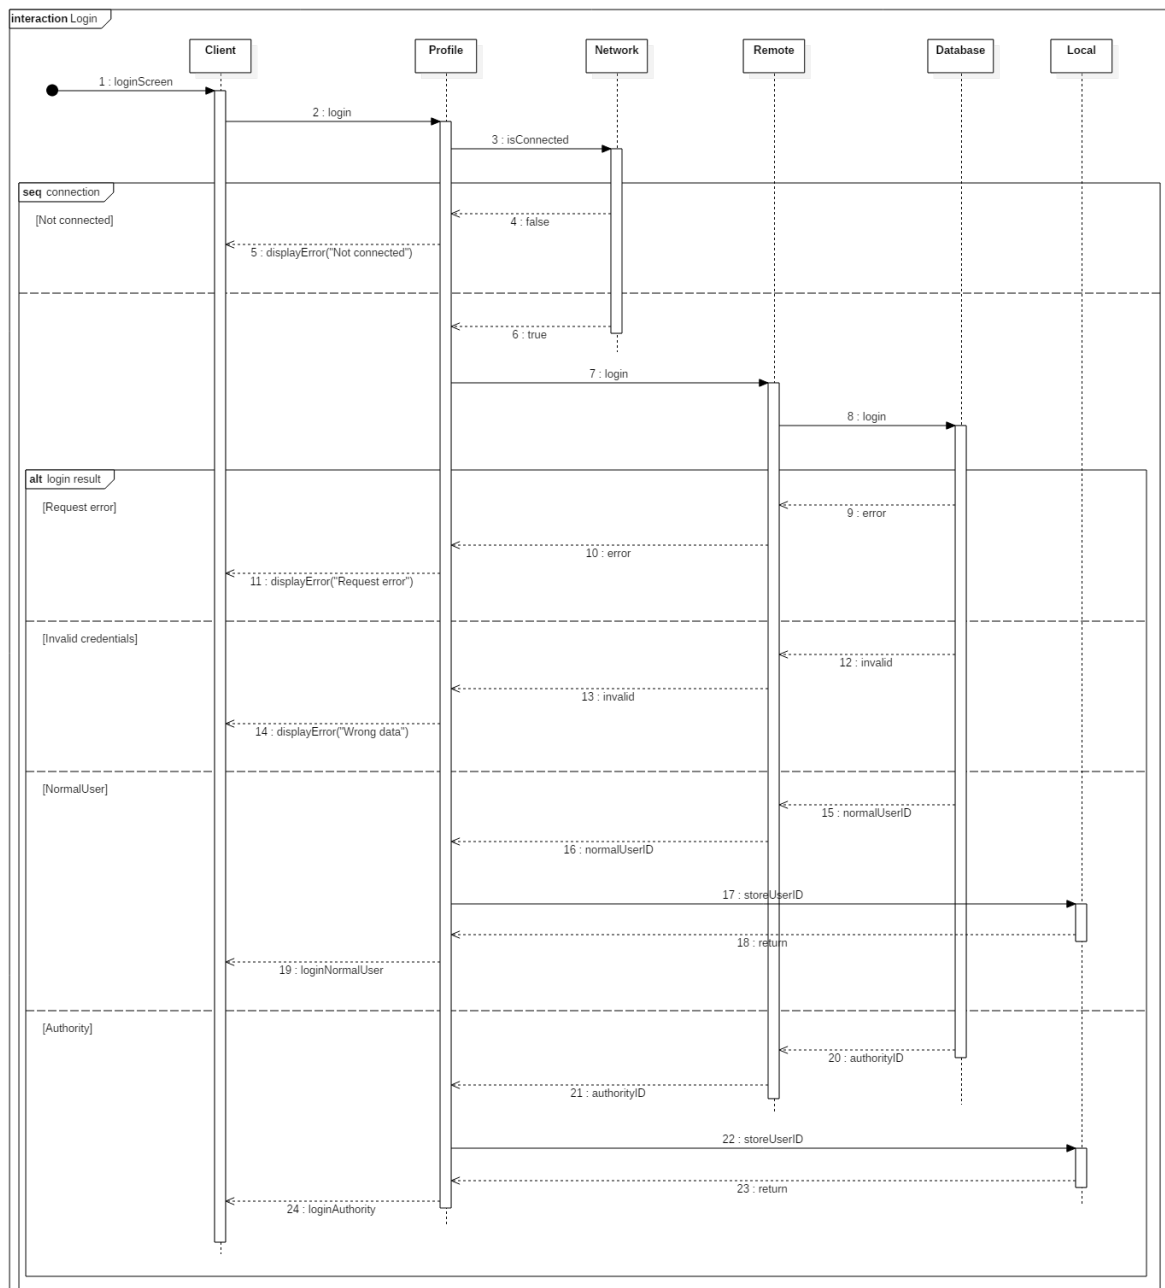 interaction Login
Client
Profile
Network
Remote
Database
Local
1 : loginScreen
2 : login
3 : isConnected
seq connection
[Not connected]
4 : false
5 : displayError("Not connected")
6 : true
7 : login
8 : login
alt login result
[Request error]
9 : error
10 : error
11 : displayError("Request error")
[Invalid credentials]
12 : invalid
13 : invalid
14 : displayError("Wrong data")
[NormalUser]
15 : normalUserID
16 : normalUserID
17 : storeUserID
18 : return
19 : loginNormalUser
[Authority]
20 : authorityID
21 : authorityID
22 : storeUserID
23 : return
24 : loginAuthority